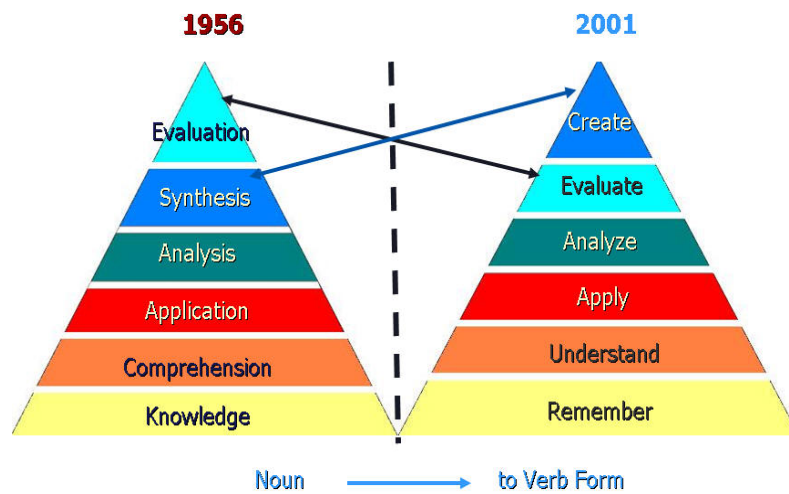 1956
Evaluation
Synthesis
Analysis
Application
Comprehension
Knowledge
2001
Create
Evaluate
Analyze
Apply
Understand
Remember
Noun to Verb Form